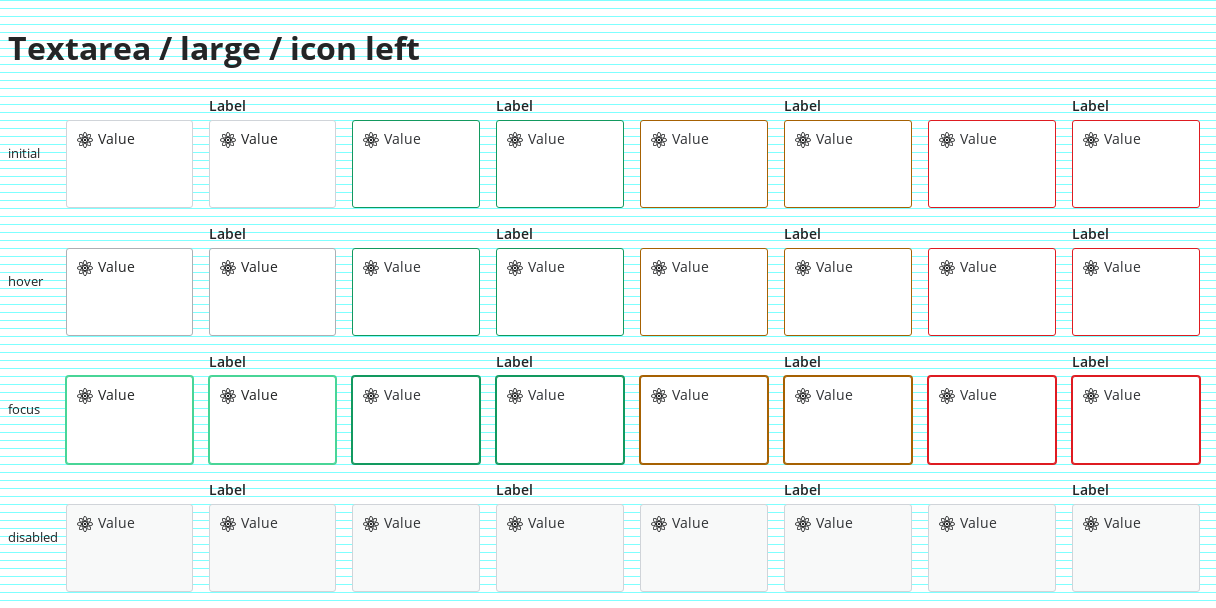 Textarea / large / icon left
Label Label Label Label
initial Value Value Value Value Value Value Value Value
Label Label Label Label
hover Value Value Value Value Value Value Value Value
Label Label Label Label
focus Value Value Value Value Value Value Value Value
Label Label Label Label
disabled Value Value Value Value Value Value Value Value